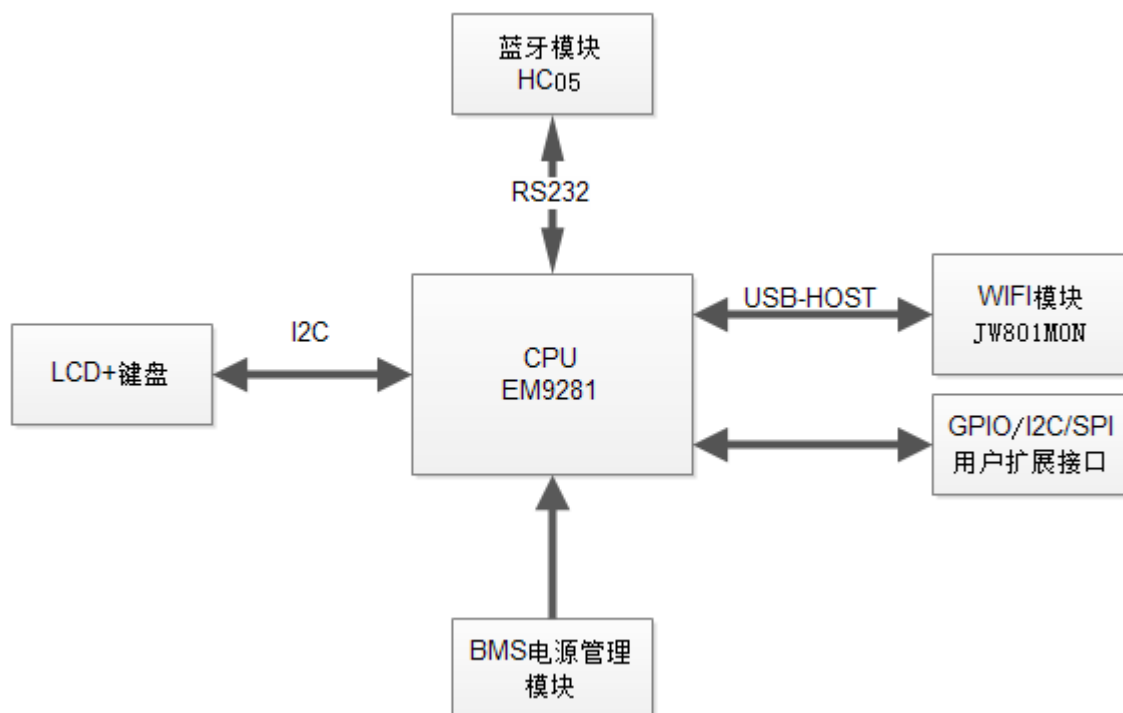 蓝牙模块
HC05
RS232
USB-HOST
WIFI模块
JW801MON
I2C
LCD+键盘
CPU
EM9281
GPIO/I2C/SPI
用户扩展接口
BMS电源管理
模块